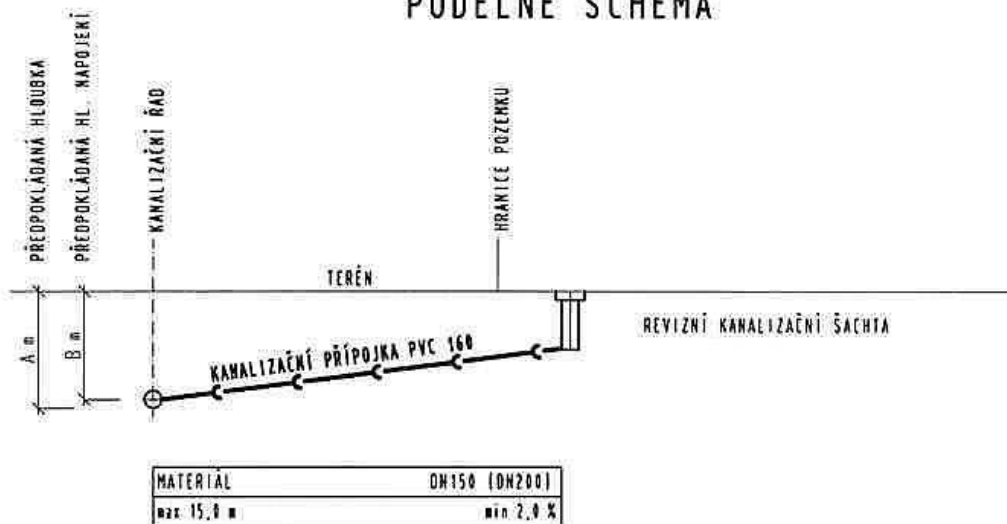 PODÉLNÉ SCHÉMA
PŘEDPOKLÁDANÁ HLOUBKA
PŘEDPOKLÁDANÁ HL. NAPOJENÍ
KANALIZAČNÍ ŘAD
HRANICE POZEMKU
TERÉN
A m
B m
REVIZNÍ KANALIZAČNÍ ŠACHTA
KANALIZAČNÍ PŘÍPOJKA PVC 160
MATERIÁL DN150 (DN200)
max 15,0 m min 2,0 %